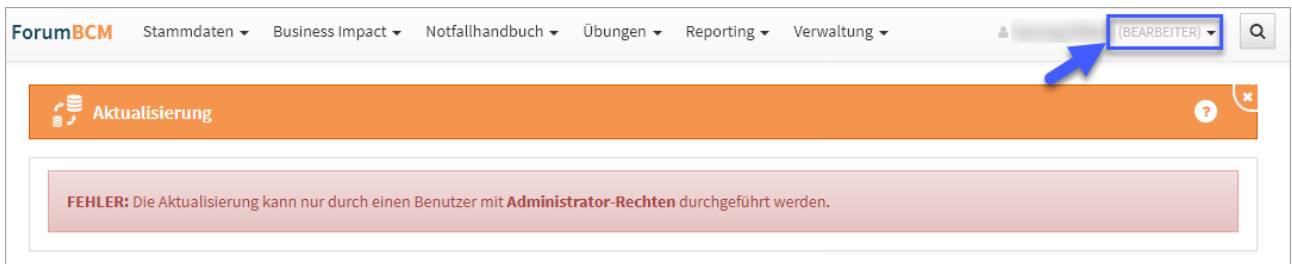 ForumBCM Stammdaten Business Impact Notfallhandbuch Übungen Reporting Verwaltung (BEARBEITER)
Aktualisierung ?
FEHLER: Die Aktualisierung kann nur durch einen Benutzer mit Administrator-Rechten durchgeführt werden.